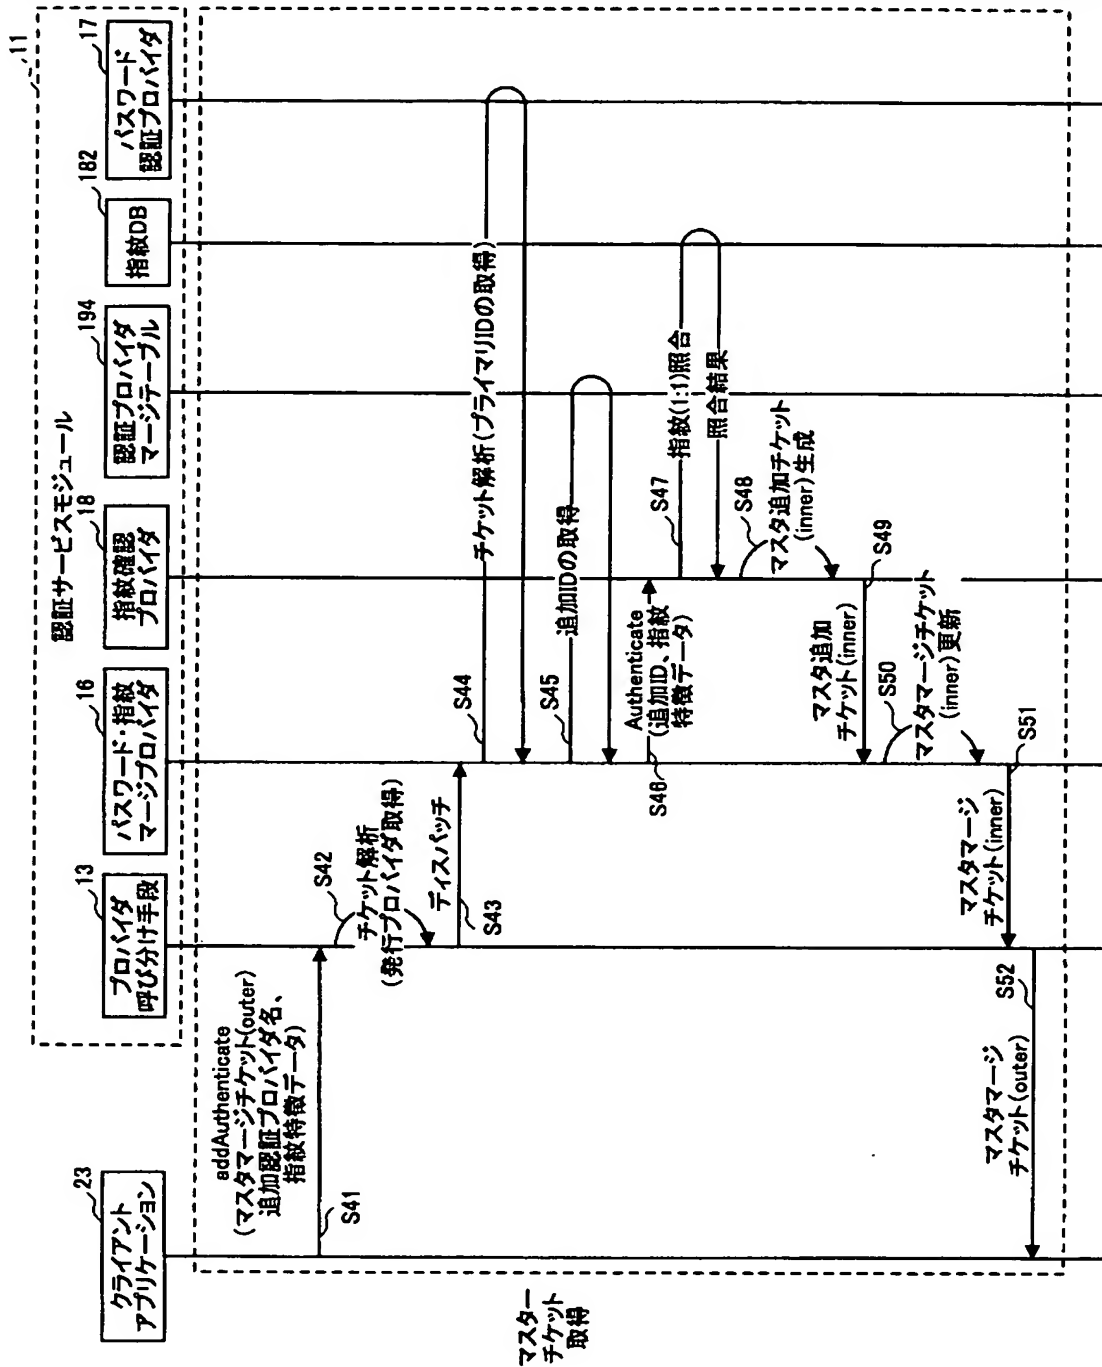 11
認証サービスモジュール
23
クライアント
アプリケーション
13
プロバイダ
呼び分け手段
16
パスワード・指紋
マージプロバイダ
18
指紋確認
プロバイダ
194
認証プロバイダ
マージテーブル
182
指紋DB
17
パスワード
認証プロバイダ
マスター
チケット
取得
addAuthenticate
(マスタマージチケット(outer)
追加認証プロバイダ名、
指紋特徴データ)
S41
S42
チケット解析
(発行プロバイダ取得)
ディスパッチ
S43
S44
チケット解析(プライマリIDの取得)
S45
追加IDの取得
Authenticate
(追加ID、指紋
特徴データ)
S46
S47
指紋(1:1)照合
照合結果
S48
マスタ追加チケット
(inner)生成
S49
マスタ追加
チケット(inner)
S50
マスタマージチケット
(inner)更新
S51
マスタマージ
チケット(inner)
S52
マスタマージ
チケット(outer)